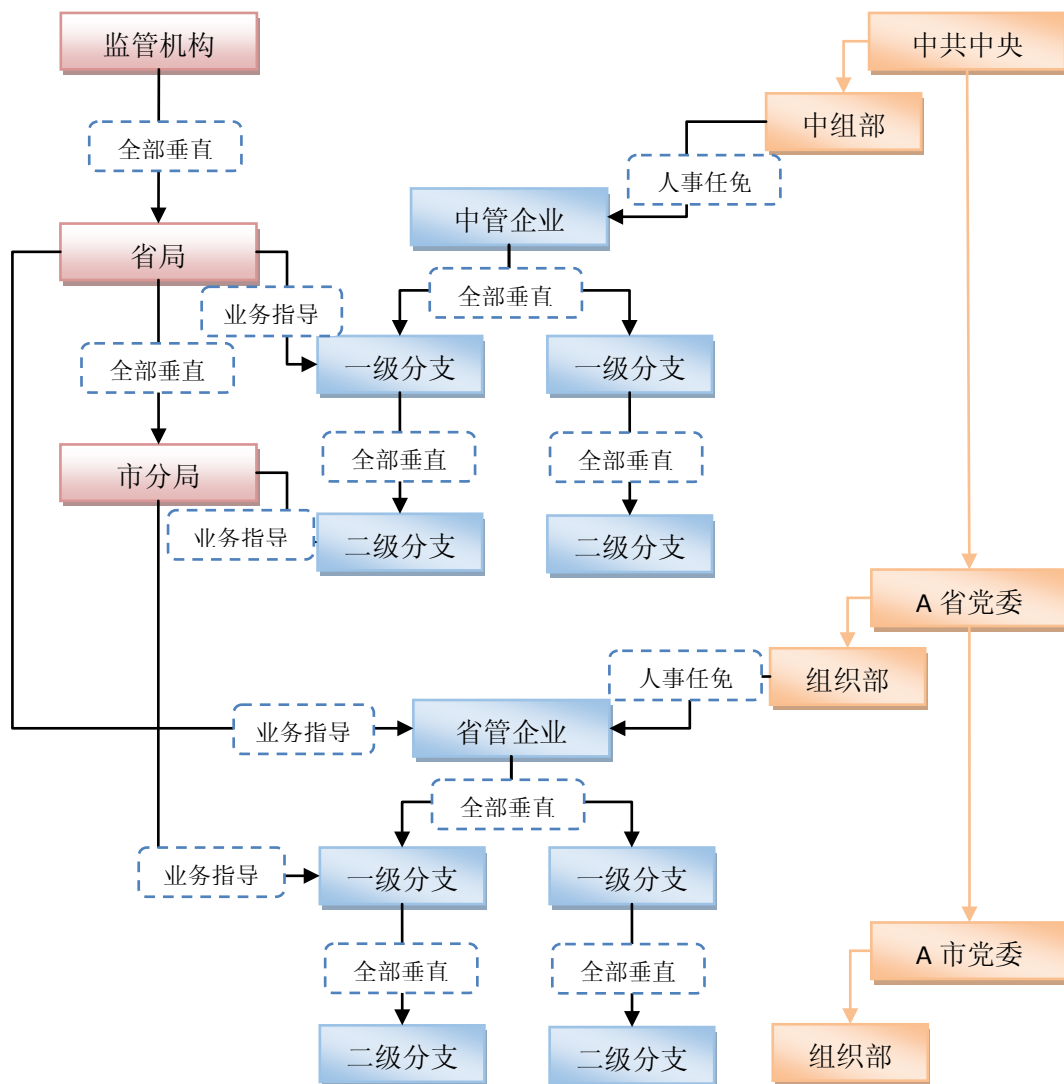 监管机构
中共中央
中组部
全部垂直
人事任免
中管企业
省局
全部垂直
业务指导
一级分支
一级分支
全部垂直
全部垂直
全部垂直
市分局
业务指导
二级分支
二级分支
A 省党委
人事任免
组织部
业务指导
省管企业
全部垂直
业务指导
一级分支
一级分支
A 市党委
全部垂直
全部垂直
二级分支
二级分支
组织部